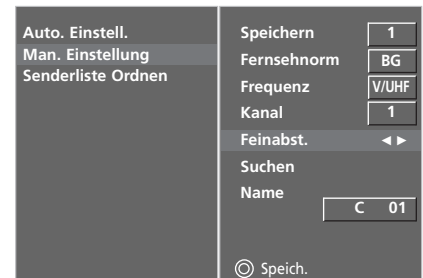 Auto. Einstell.
Man. Einstellung
Senderliste Ordnen
Speichern 1
Fernsehnorm BG
Frequenz V/UHF
Kanal 1
Feinabst. ◄ ►
Suchen
Name
C 01
Speich.